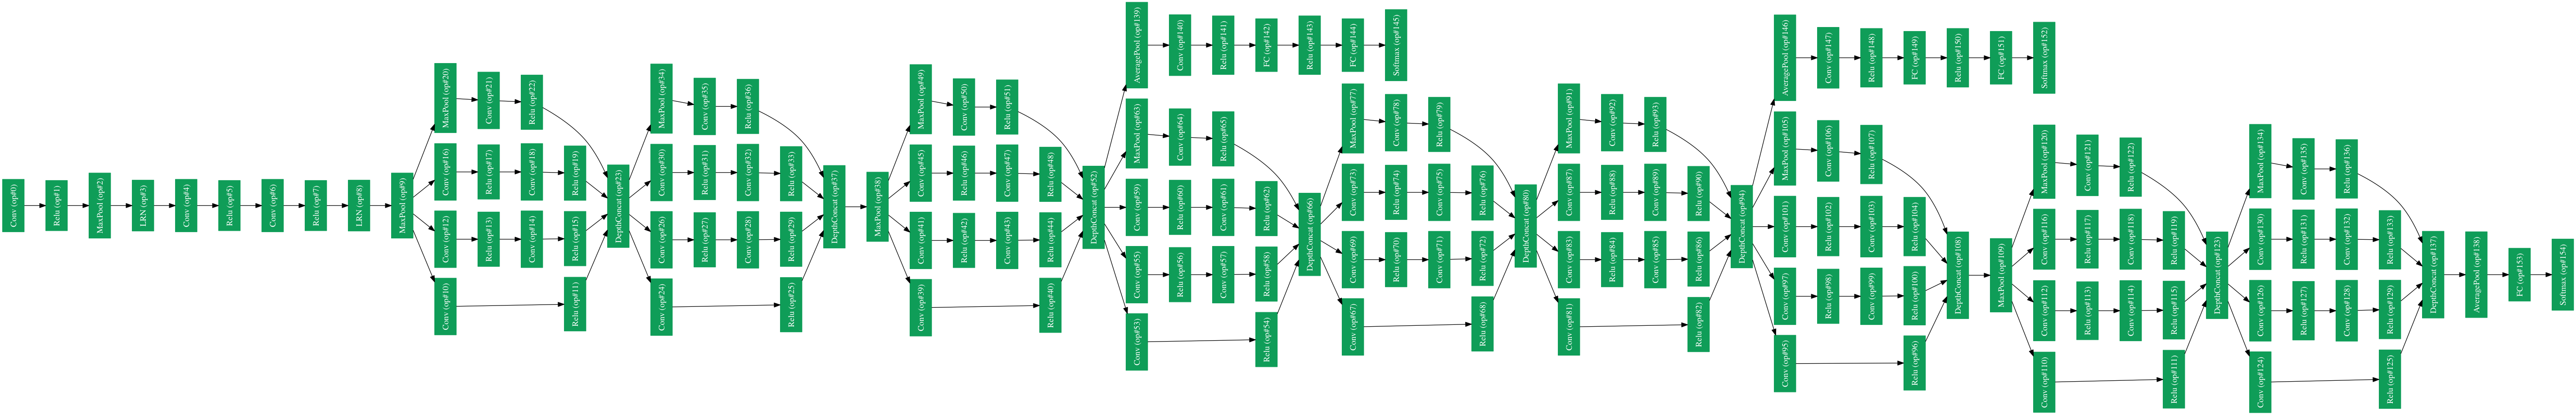 Conv (op#0)
Relu (op#1)
MaxPool (op#2)
LRN (op#3)
Conv (op#4)
Relu (op#5)
Conv (op#6)
Relu (op#7)
LRN (op#8)
MaxPool (op#9)
Conv (op#10)
Relu (op#11)
Conv (op#12)
Relu (op#13)
Conv (op#14)
Relu (op#15)
Conv (op#16)
Relu (op#17)
Conv (op#18)
Relu (op#19)
MaxPool (op#20)
Conv (op#21)
Relu (op#22)
DepthConcat (op#23)
Conv (op#24)
Relu (op#25)
Conv (op#26)
Relu (op#27)
Conv (op#28)
Relu (op#29)
Conv (op#30)
Relu (op#31)
Conv (op#32)
Relu (op#33)
MaxPool (op#34)
Conv (op#35)
Relu (op#36)
DepthConcat (op#37)
MaxPool (op#38)
Conv (op#39)
Relu (op#40)
Conv (op#41)
Relu (op#42)
Conv (op#43)
Relu (op#44)
Conv (op#45)
Relu (op#46)
Conv (op#47)
Relu (op#48)
MaxPool (op#49)
Conv (op#50)
Relu (op#51)
DepthConcat (op#52)
Conv (op#53)
Relu (op#54)
Conv (op#55)
Relu (op#56)
Conv (op#57)
Relu (op#58)
Conv (op#59)
Relu (op#60)
Conv (op#61)
Relu (op#62)
MaxPool (op#63)
Conv (op#64)
Relu (op#65)
DepthConcat (op#66)
Conv (op#67)
Relu (op#68)
Conv (op#69)
Relu (op#70)
Conv (op#71)
Relu (op#72)
Conv (op#73)
Relu (op#74)
Conv (op#75)
Relu (op#76)
MaxPool (op#77)
Conv (op#78)
Relu (op#79)
DepthConcat (op#80)
Conv (op#81)
Relu (op#82)
Conv (op#83)
Relu (op#84)
Conv (op#85)
Relu (op#86)
Conv (op#87)
Relu (op#88)
Conv (op#89)
Relu (op#90)
MaxPool (op#91)
Conv (op#92)
Relu (op#93)
DepthConcat (op#94)
Conv (op#95)
Relu (op#96)
Conv (op#97)
Relu (op#98)
Conv (op#99)
Relu (op#100)
Conv (op#101)
Relu (op#102)
Conv (op#103)
Relu (op#104)
MaxPool (op#105)
Conv (op#106)
Relu (op#107)
DepthConcat (op#108)
MaxPool (op#109)
Conv (op#110)
Relu (op#111)
Conv (op#112)
Relu (op#113)
Conv (op#114)
Relu (op#115)
Conv (op#116)
Relu (op#117)
Conv (op#118)
Relu (op#119)
MaxPool (op#120)
Conv (op#121)
Relu (op#122)
DepthConcat (op#123)
Conv (op#124)
Relu (op#125)
Conv (op#126)
Relu (op#127)
Conv (op#128)
Relu (op#129)
Conv (op#130)
Relu (op#131)
Conv (op#132)
Relu (op#133)
MaxPool (op#134)
Conv (op#135)
Relu (op#136)
DepthConcat (op#137)
AveragePool (op#138)
AveragePool (op#139)
Conv (op#140)
Relu (op#141)
FC (op#142)
Relu (op#143)
FC (op#144)
Softmax (op#145)
AveragePool (op#146)
Conv (op#147)
Relu (op#148)
FC (op#149)
Relu (op#150)
FC (op#151)
Softmax (op#152)
FC (op#153)
Softmax (op#154)